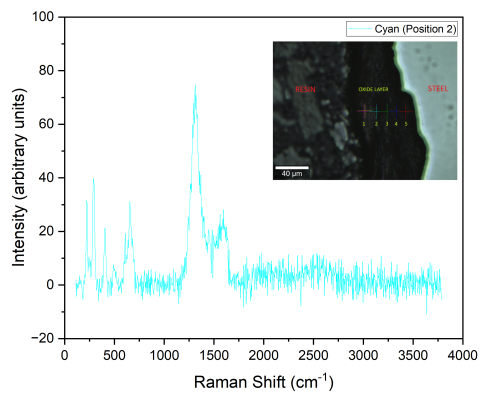 Cyan (Position 2)
100
80
60
40
20
0
−20
Intensity (arbitrary units)
RESIN
OXIDE LAYER
STEEL
1 2 3 4 5
40 µm
0 500 1000 1500 2000 2500 3000 3500 4000
Raman Shift (cm⁻¹)